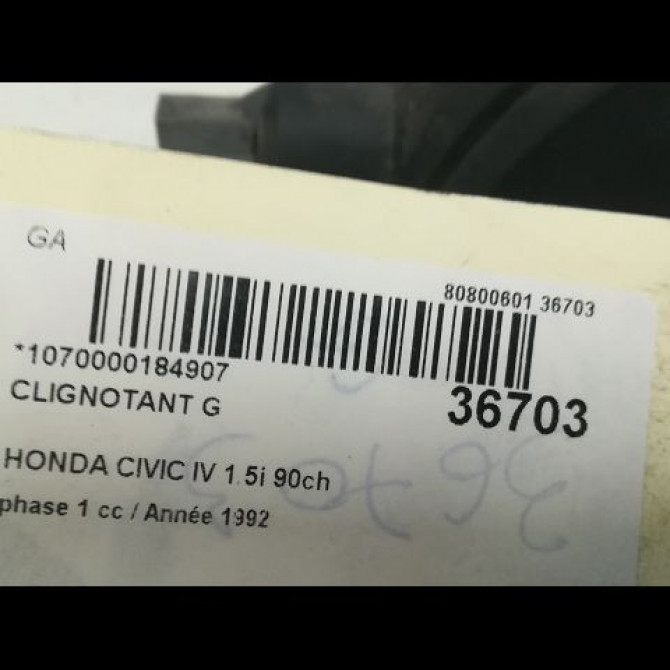 GA
80800601 36703
*1070000184907
36703
CLIGNOTANT G
HONDA CIVIC IV 1.5i 90ch
phase 1 cc / Année 1992
36703